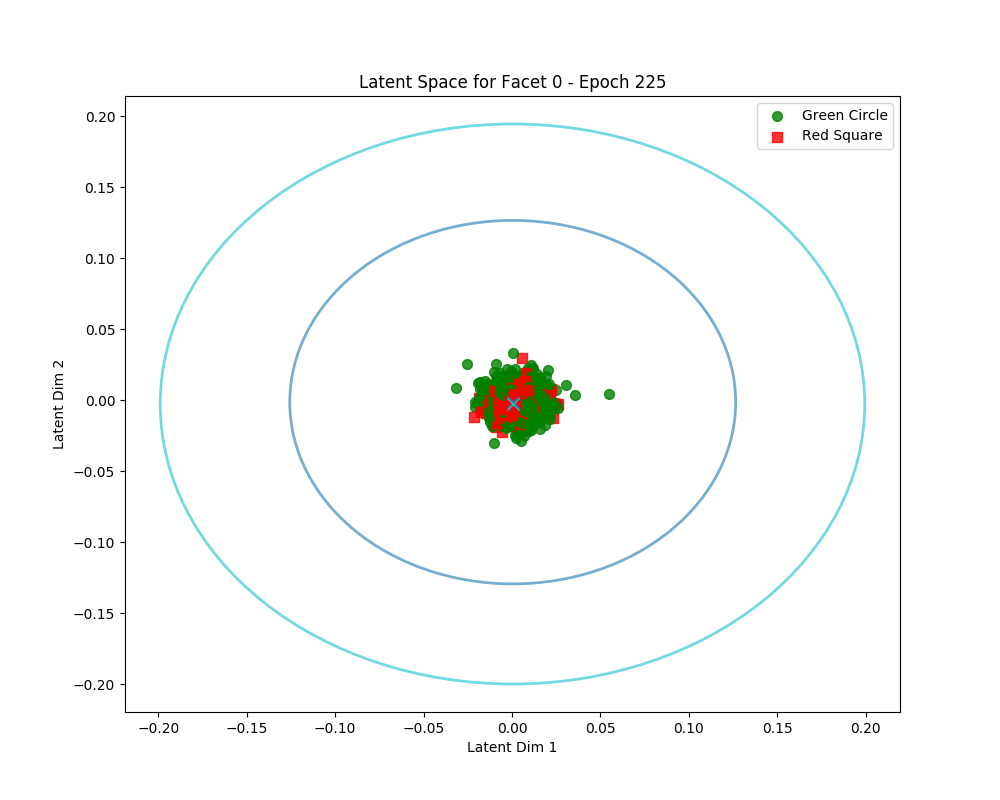 Latent Space for Facet 0 - Epoch 225
Green Circle
Red Square
0.20
0.15
0.10
0.05
0.00
−0.05
−0.10
−0.15
−0.20
Latent Dim 2
−0.20 −0.15 −0.10 −0.05 0.00 0.05 0.10 0.15 0.20
Latent Dim 1